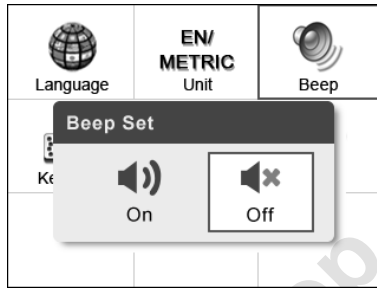 EN/
METRIC
Language
Unit
Beep
Beep Set
On
Off